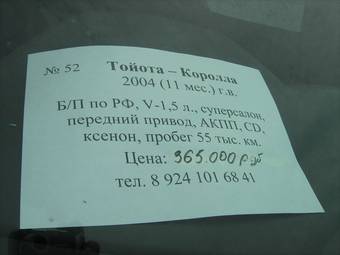 № 52 Тойота – Королла
2004 (11 мес.) г.в.
Б/П по РФ, V-1,5 л., суперсалон,
передний привод, АКПП, CD,
ксенон, пробег 55 тыс. км.
Цена: 365.000 руб
тел. 8 924 101 68 41